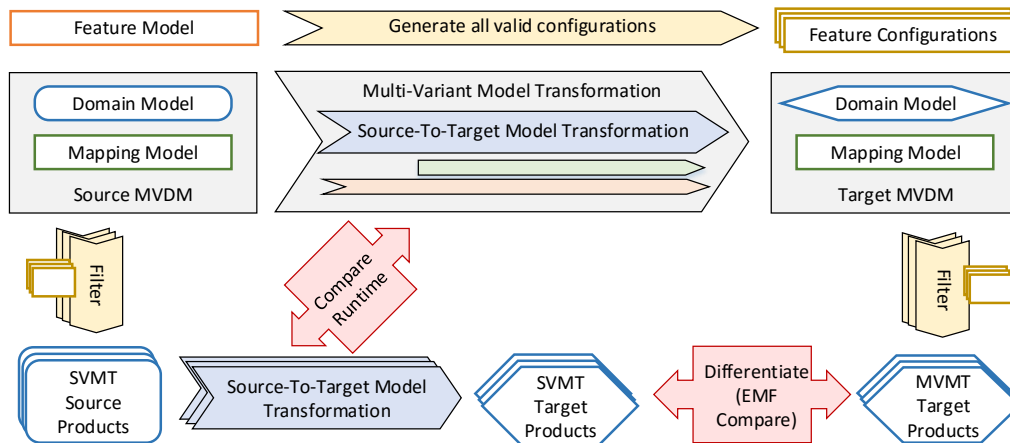 Feature Model
Generate all valid configurations
Feature Configurations
Multi-Variant Model Transformation
Domain Model
Source-To-Target Model Transformation
Domain Model
Mapping Model
Mapping Model
Source MVDM
Target MVDM
Filter
Compare
Runtime
Filter
SVMT
Source
Products
Source-To-Target Model
Transformation
SVMT
Target
Products
Differentiate
(EMF
Compare)
MVMT
Target
Products